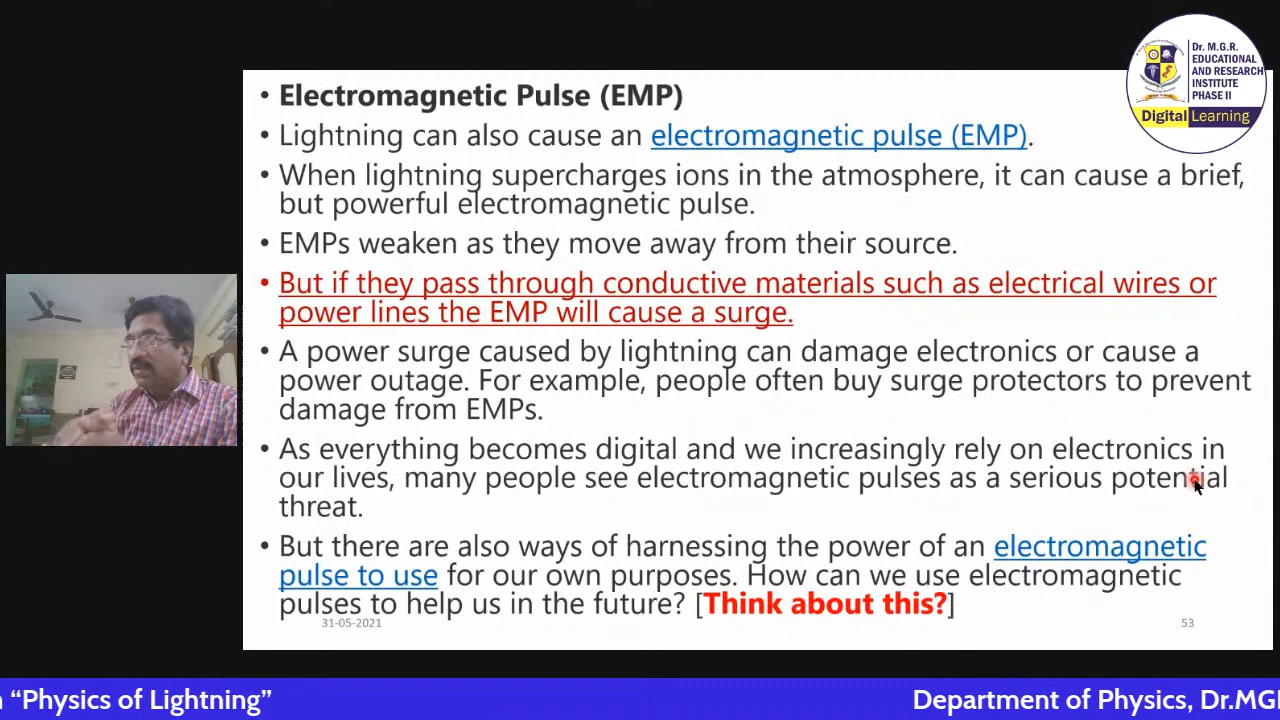 Dr. M.G.R.
EDUCATIONAL
AND RESEARCH
INSTITUTE
PHASE II
Digital Learning
• Electromagnetic Pulse (EMP)
• Lightning can also cause an electromagnetic pulse (EMP).
• When lightning supercharges ions in the atmosphere, it can cause a brief,
but powerful electromagnetic pulse.
• EMPs weaken as they move away from their source.
• But if they pass through conductive materials such as electrical wires or
power lines the EMP will cause a surge.
• A power surge caused by lightning can damage electronics or cause a
power outage. For example, people often buy surge protectors to prevent
damage from EMPs.
• As everything becomes digital and we increasingly rely on electronics in
our lives, many people see electromagnetic pulses as a serious potential
threat.
• But there are also ways of harnessing the power of an electromagnetic
pulse to use for our own purposes. How can we use electromagnetic
pulses to help us in the future? [Think about this?]
31-05-2021
53
“Physics of Lightning”
Department of Physics, Dr.MG